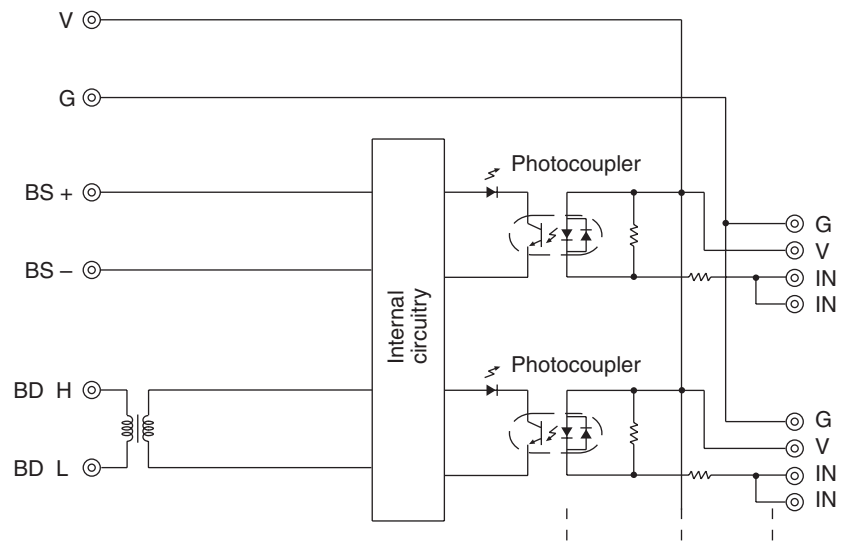 V
G
Photocoupler
BS +
G
V
BS –
IN
IN
Internal
circuitry
Photocoupler
BD H
G
V
BD L
IN
IN